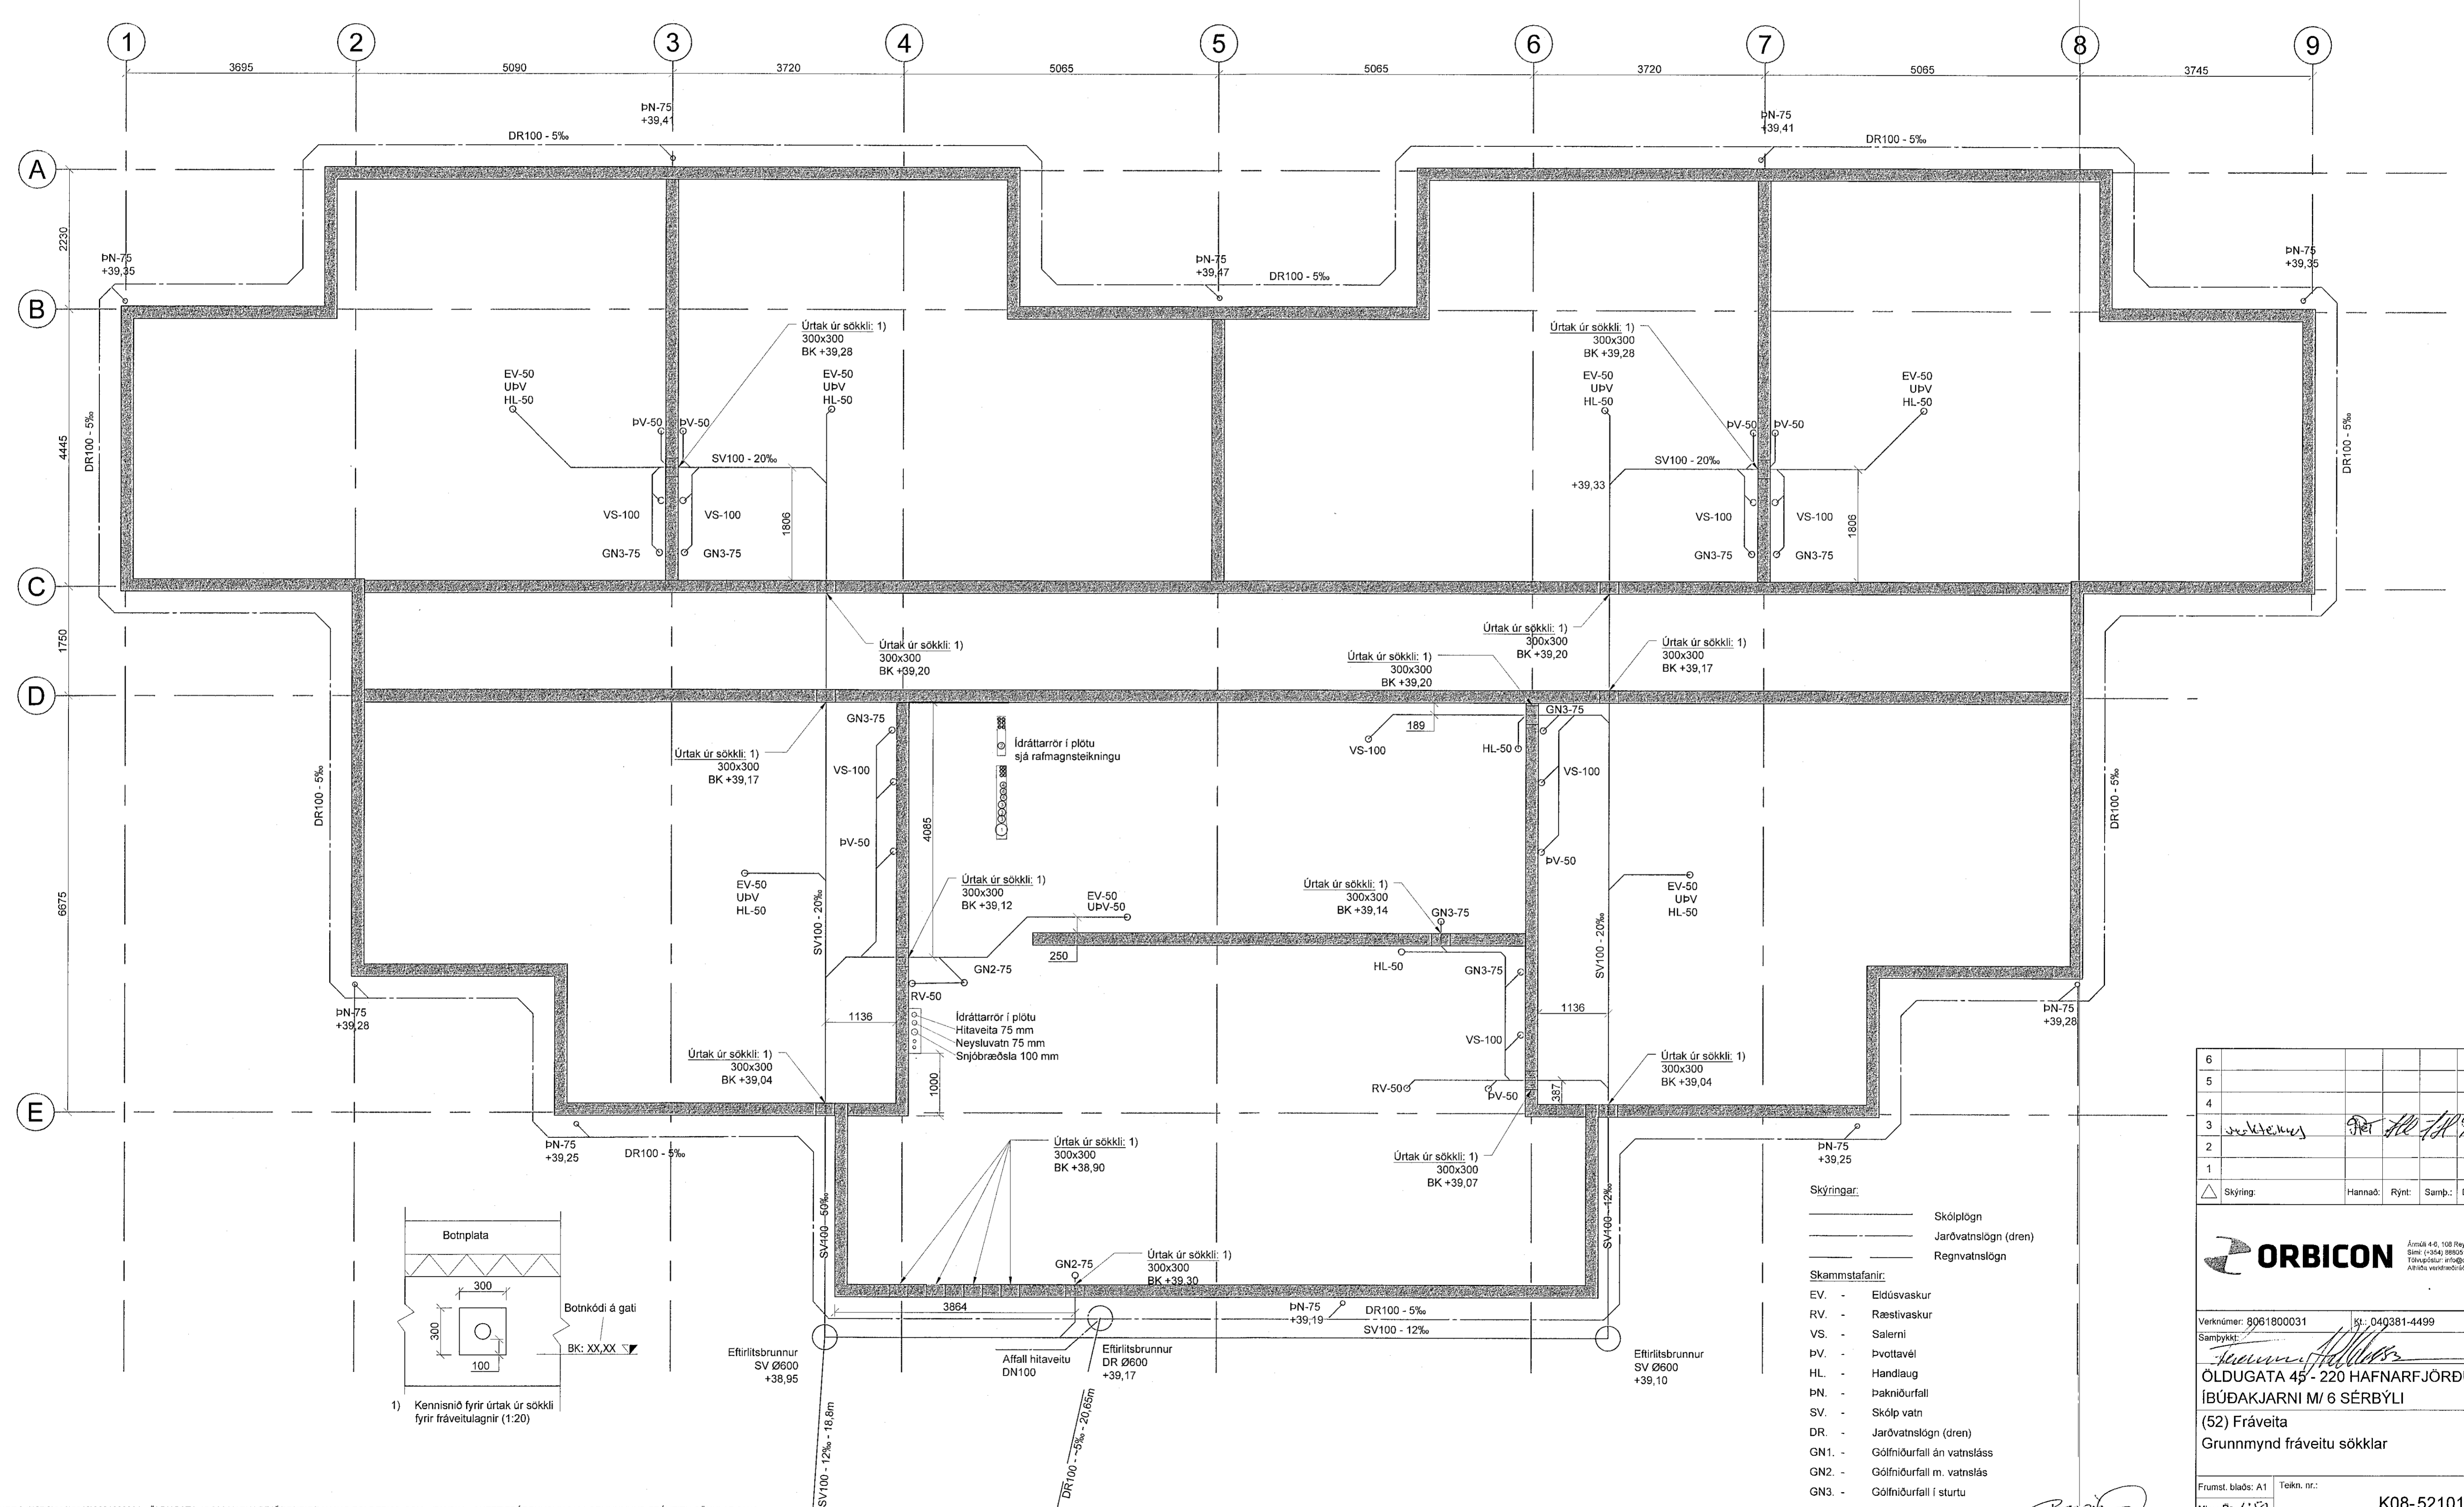 1 2 3 4 5 6 7 8 9
3695 5090 3720 5065 5065 3720 5065 3745
ÞN-75
+39,41
ÞN-75
+39,41
DR100 - 5‰
DR100 - 5‰
A
2230
ÞN-75
+39,35
ÞN-75
+39,47
DR100 - 5‰
ÞN-75
+39,35
B
Úrtak úr sökkli: 1)
300x300
BK +39,28
Úrtak úr sökkli: 1)
300x300
BK +39,28
EV-50
UÞV
HL-50
EV-50
UÞV
HL-50
EV-50
UÞV
HL-50
EV-50
UÞV
HL-50
4445
DR100 - 5‰
ÞV-50
ÞV-50
ÞV-50
ÞV-50
DR100 - 5‰
SV100 - 20‰
SV100 - 20‰
+39,33
VS-100
VS-100
1806
VS-100
VS-100
1806
GN3-75
GN3-75
GN3-75
GN3-75
C
1750
Úrtak úr sökkli: 1)
300x300
BK +39,20
Úrtak úr sökkli: 1)
300x300
BK +39,20
Úrtak úr sökkli: 1)
300x300
BK +39,20
Úrtak úr sökkli: 1)
300x300
BK +39,17
D
GN3-75
189
GN3-75
Úrtak úr sökkli: 1)
300x300
BK +39,17
Ídráttarrör í plötu
sjá rafmagnsteikningu
VS-100
HL-50
VS-100
VS-100
DR100 - 5‰
4085
DR100 - 5‰
ÞV-50
ÞV-50
6675
EV-50
UÞV
HL-50
SV100 - 20‰
Úrtak úr sökkli: 1)
300x300
BK +39,12
EV-50
UÞV-50
Úrtak úr sökkli: 1)
300x300
BK +39,14
GN3-75
EV-50
UÞV
HL-50
SV100 - 20‰
250
GN2-75
HL-50
GN3-75
RV-50
ÞN-75
+39,28
1136
Ídráttarrör í plötu
Hitaveita 75 mm
Neysluvatn 75 mm
Snjóbræðsla 100 mm
1136
ÞN-75
+39,28
VS-100
Úrtak úr sökkli: 1)
300x300
BK +39,04
1000
RV-50
ÞV-50
387
Úrtak úr sökkli: 1)
300x300
BK +39,04
E
ÞN-75
+39,25
DR100 - 5‰
Úrtak úr sökkli: 1)
300x300
BK +38,90
Úrtak úr sökkli: 1)
300x300
BK +39,07
ÞN-75
+39,25
SV100 - 50‰
SV100 - 12‰
GN2-75
Úrtak úr sökkli: 1)
300x300
BK +39,30
3864
ÞN-75
+39,19
DR100 - 5‰
SV100 - 12‰
Eftirlitsbrunnur
SV Ø600
+38,95
Affall hitaveitu
DN100
Eftirlitsbrunnur
DR Ø600
+39,17
Eftirlitsbrunnur
SV Ø600
+39,10
SV100 - 12‰ - 18,8m
DR100 - ~5‰ - 20,65m
Botnplata
300
300
100
Botnkódi á gati
BK: XX,XX
1) Kennisnið fyrir úrtak úr sökkli
fyrir fráveitulagnir (1:20)
Skýringar:
Skólplögn
Jarðvatnslögn (dren)
Regnvatnslögn
Skammstafanir:
EV. - Eldúsvaskur
RV. - Ræstivaskur
VS. - Salerni
ÞV. - Þvottavél
HL. - Handlaug
ÞN. - Þakniðurfall
SV. - Skólp vatn
DR. - Jarðvatnslögn (dren)
GN1. - Gólfniðurfall án vatnsláss
GN2. - Gólfniðurfall m. vatnslás
GN3. - Gólfniðurfall í sturtu
6
5
4
3
2
1
Skýring: Hannað: Rýnt: Samþ.:
ORBICON
Verknúmer: 8061800031 Kt.: 040381-4499
Samþykkt:
ÖLDUGATA 45 - 220 HAFNARFJÖRÐ
ÍBÚÐAKJARNI M/ 6 SÉRBÝLI
(52) Fráveita
Grunnmynd fráveitu sökklar
Frumst. blaðs: A1 Teikn. nr.:
K08-52101